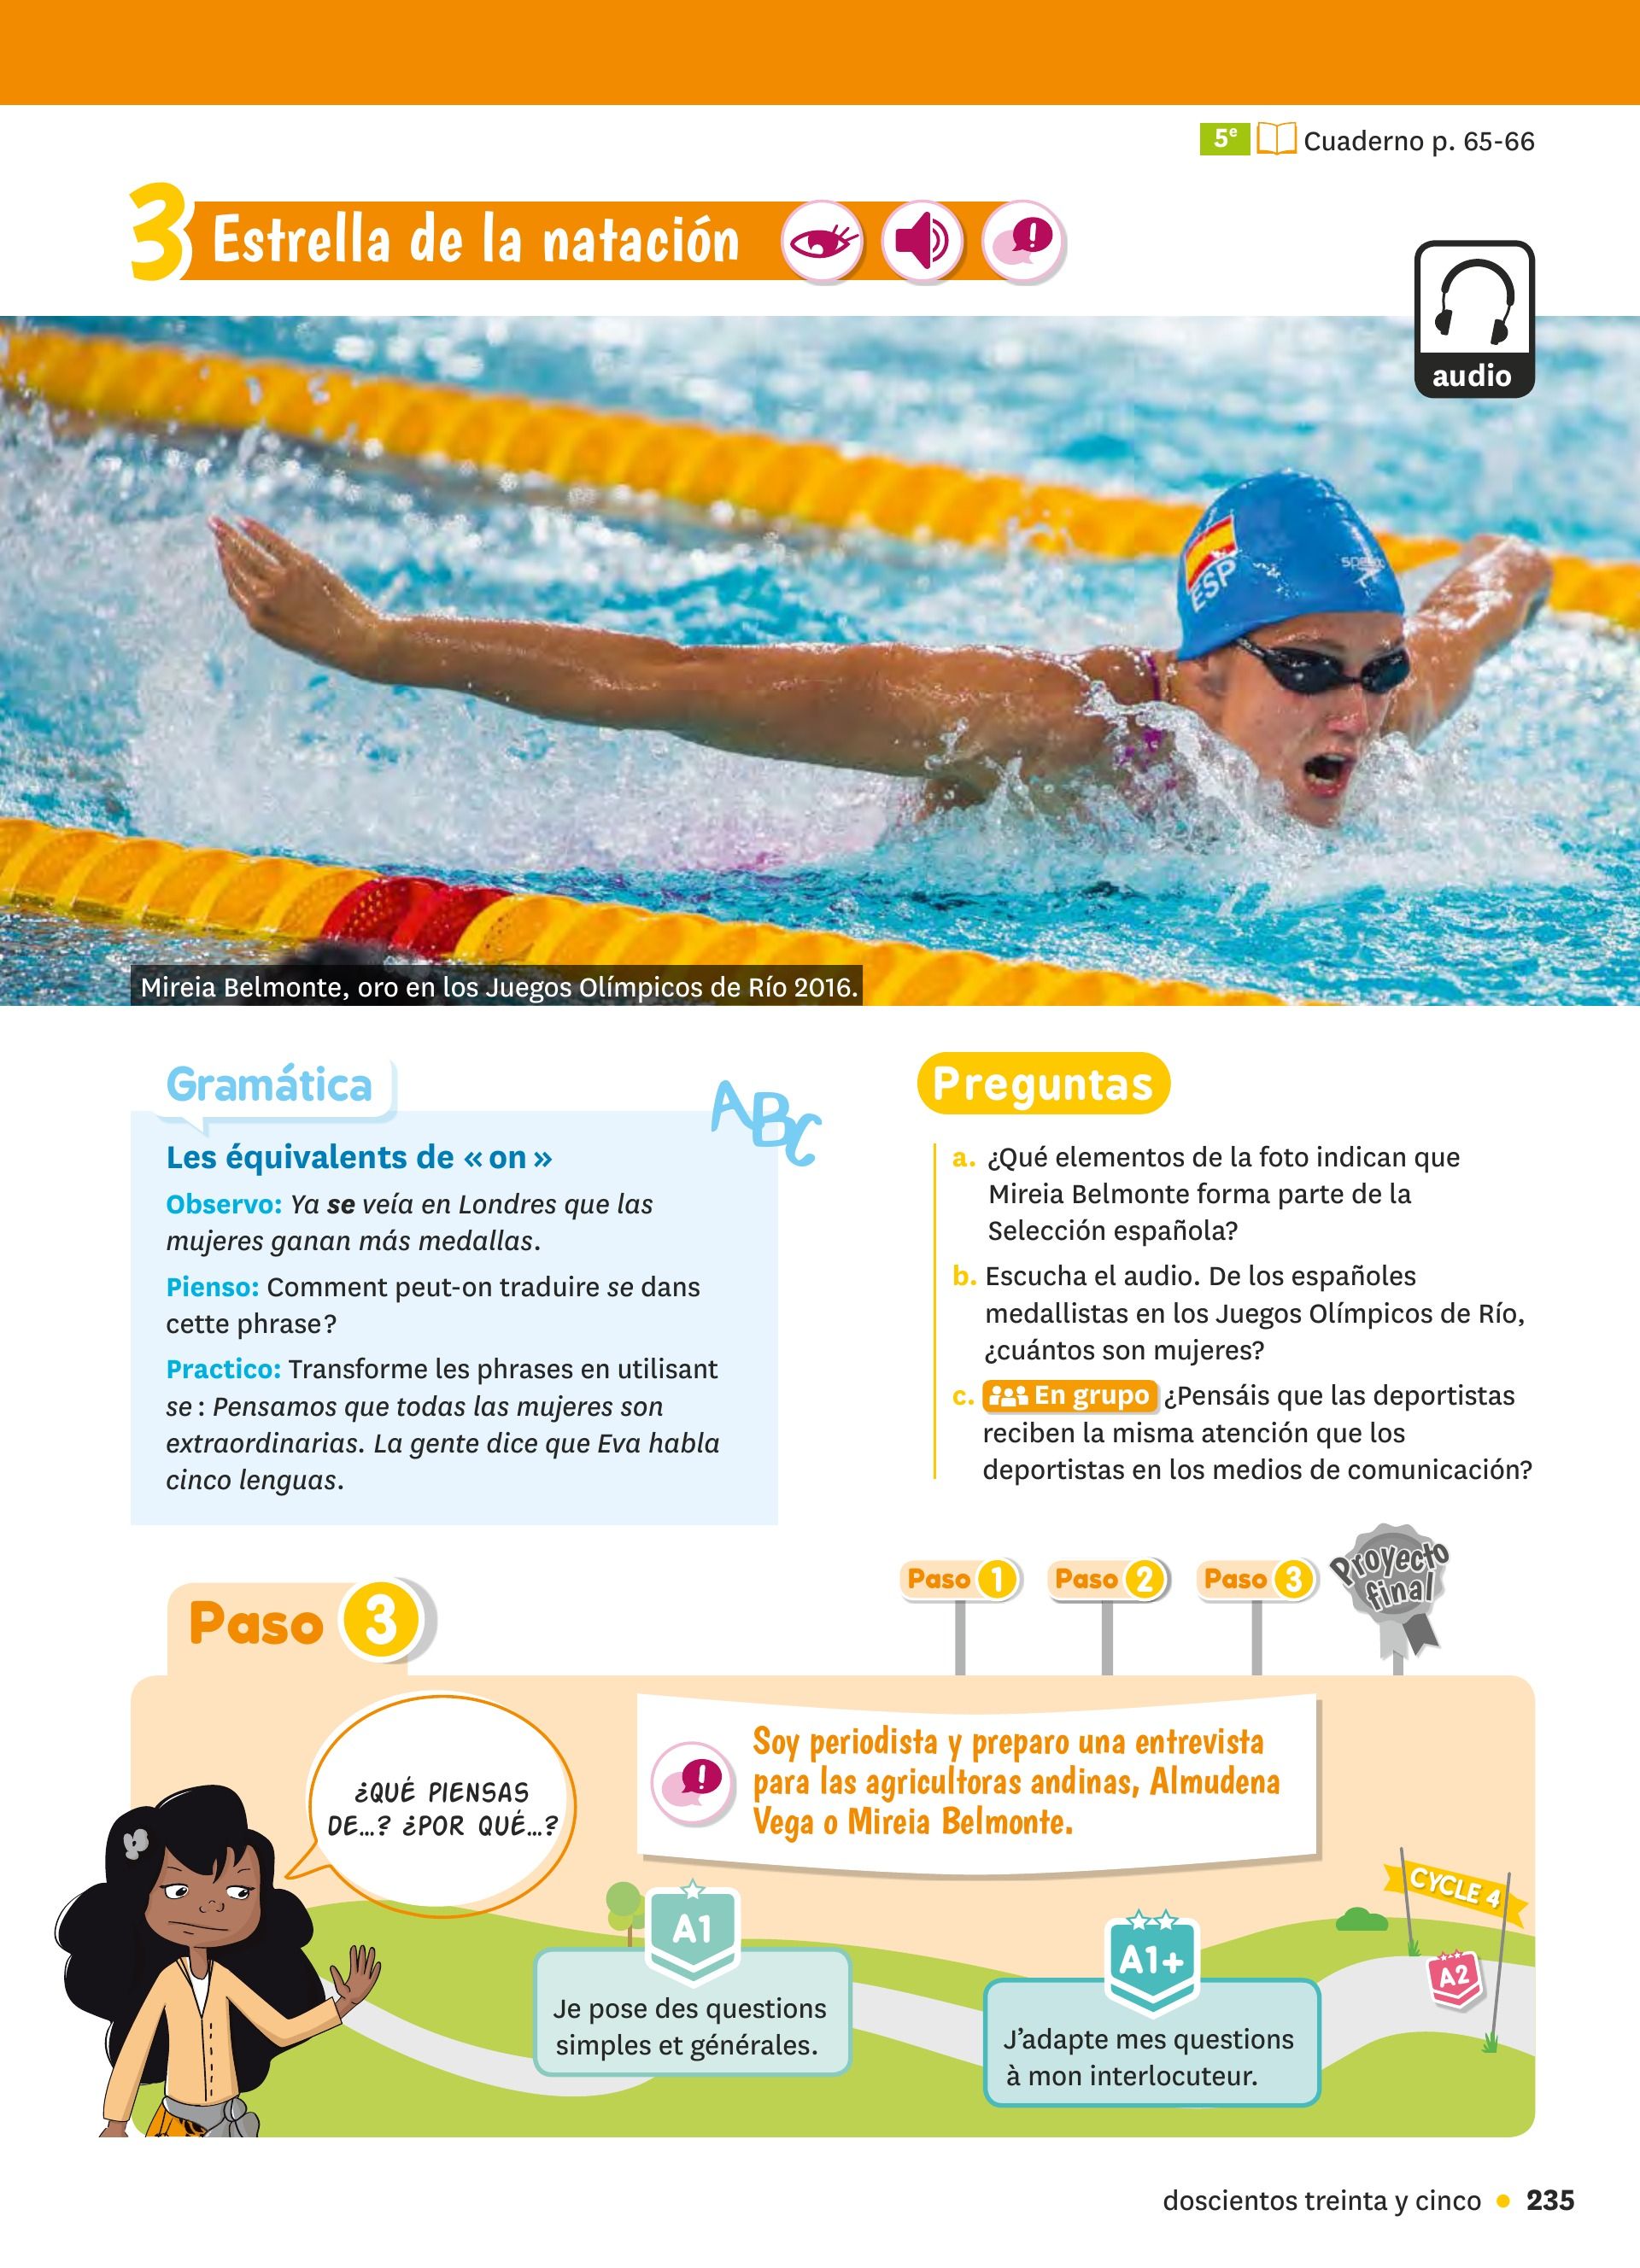 5e Cuaderno p. 65-66
3 Estrella de la natación
audio
ESP
speedo
Mireia Belmonte, oro en los Juegos Olímpicos de Río 2016.
Gramática
ABC
Les équivalents de « on »
Observo: Ya se veía en Londres que las
mujeres ganan más medallas.
Pienso: Comment peut-on traduire se dans
cette phrase?
Practico: Transforme les phrases en utilisant
se : Pensamos que todas las mujeres son
extraordinarias. La gente dice que Eva habla
cinco lenguas.
Preguntas
a. ¿Qué elementos de la foto indican que
Mireia Belmonte forma parte de la
Selección española?
b. Escucha el audio. De los españoles
medallistas en los Juegos Olímpicos de Río,
¿cuántos son mujeres?
c. En grupo ¿Pensáis que las deportistas
reciben la misma atención que los
deportistas en los medios de comunicación?
Paso 1
Paso 2
Paso 3
Proyecto
final
Paso 3
¿QUÉ PIENSAS
DE...? ¿POR QUÉ...?
Soy periodista y preparo una entrevista
para las agricultoras andinas, Almudena
Vega o Mireia Belmonte.
A1
Je pose des questions
simples et générales.
A1+
J'adapte mes questions
à mon interlocuteur.
CYCLE 4
A2
doscientos treinta y cinco • 235